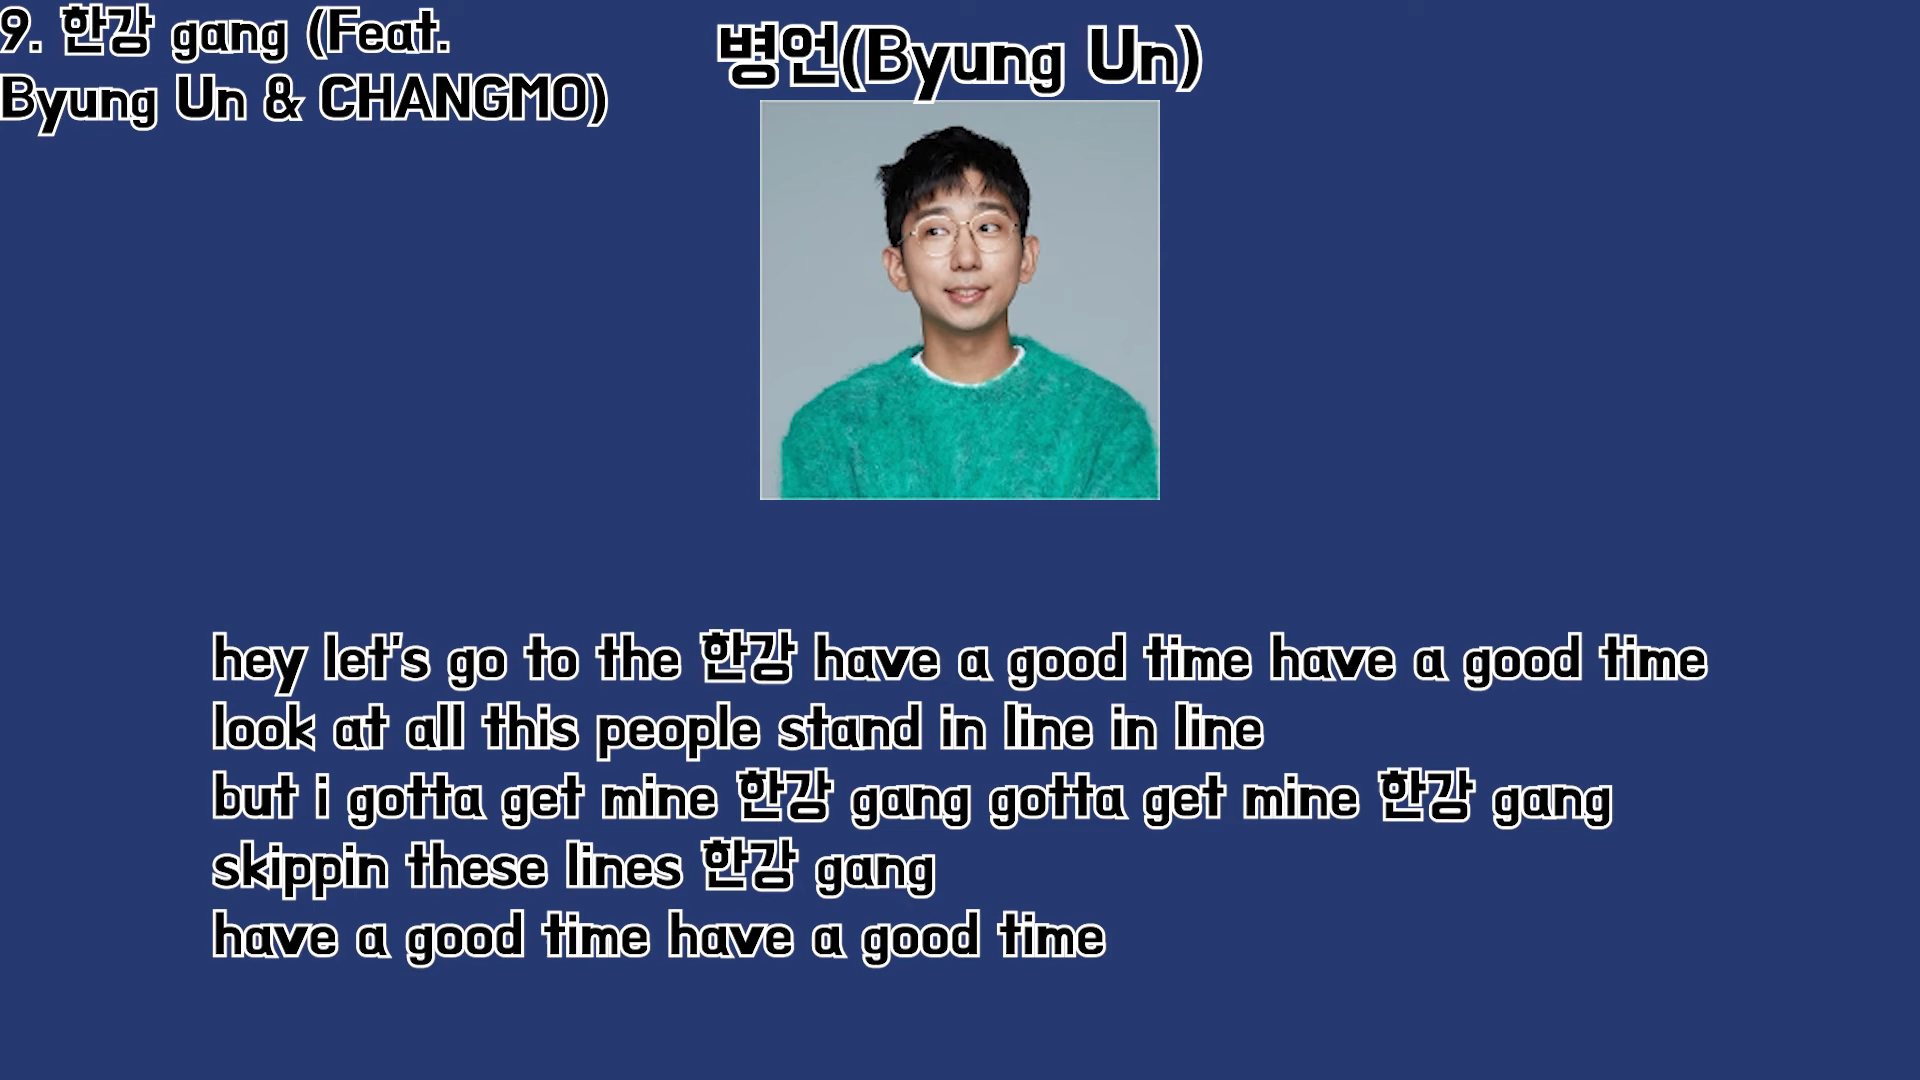 9. 한강 gang (Feat.
Byung Un & CHANGMO)
병언(Byung Un)
hey let's go to the 한강 have a good time have a good time
look at all this people stand in line in line
but i gotta get mine 한강 gang gotta get mine 한강 gang
skippin these lines 한강 gang
have a good time have a good time